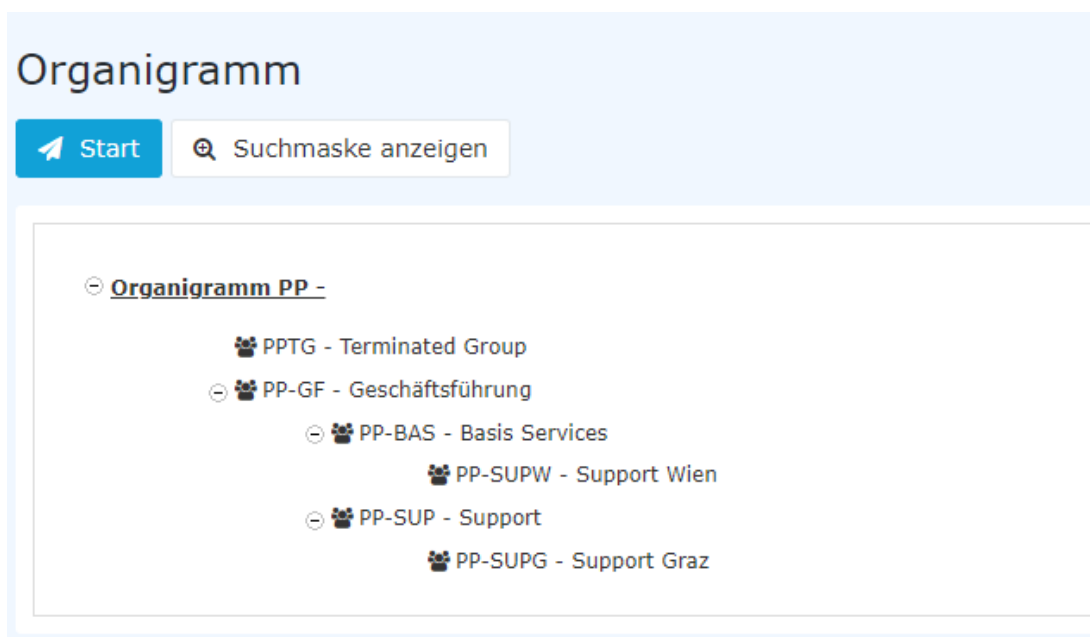 Organigramm
Start Suchmaske anzeigen
Organigramm PP -
PPTG - Terminated Group
PP-GF - Geschäftsführung
PP-BAS - Basis Services
PP-SUPW - Support Wien
PP-SUP - Support
PP-SUPG - Support Graz